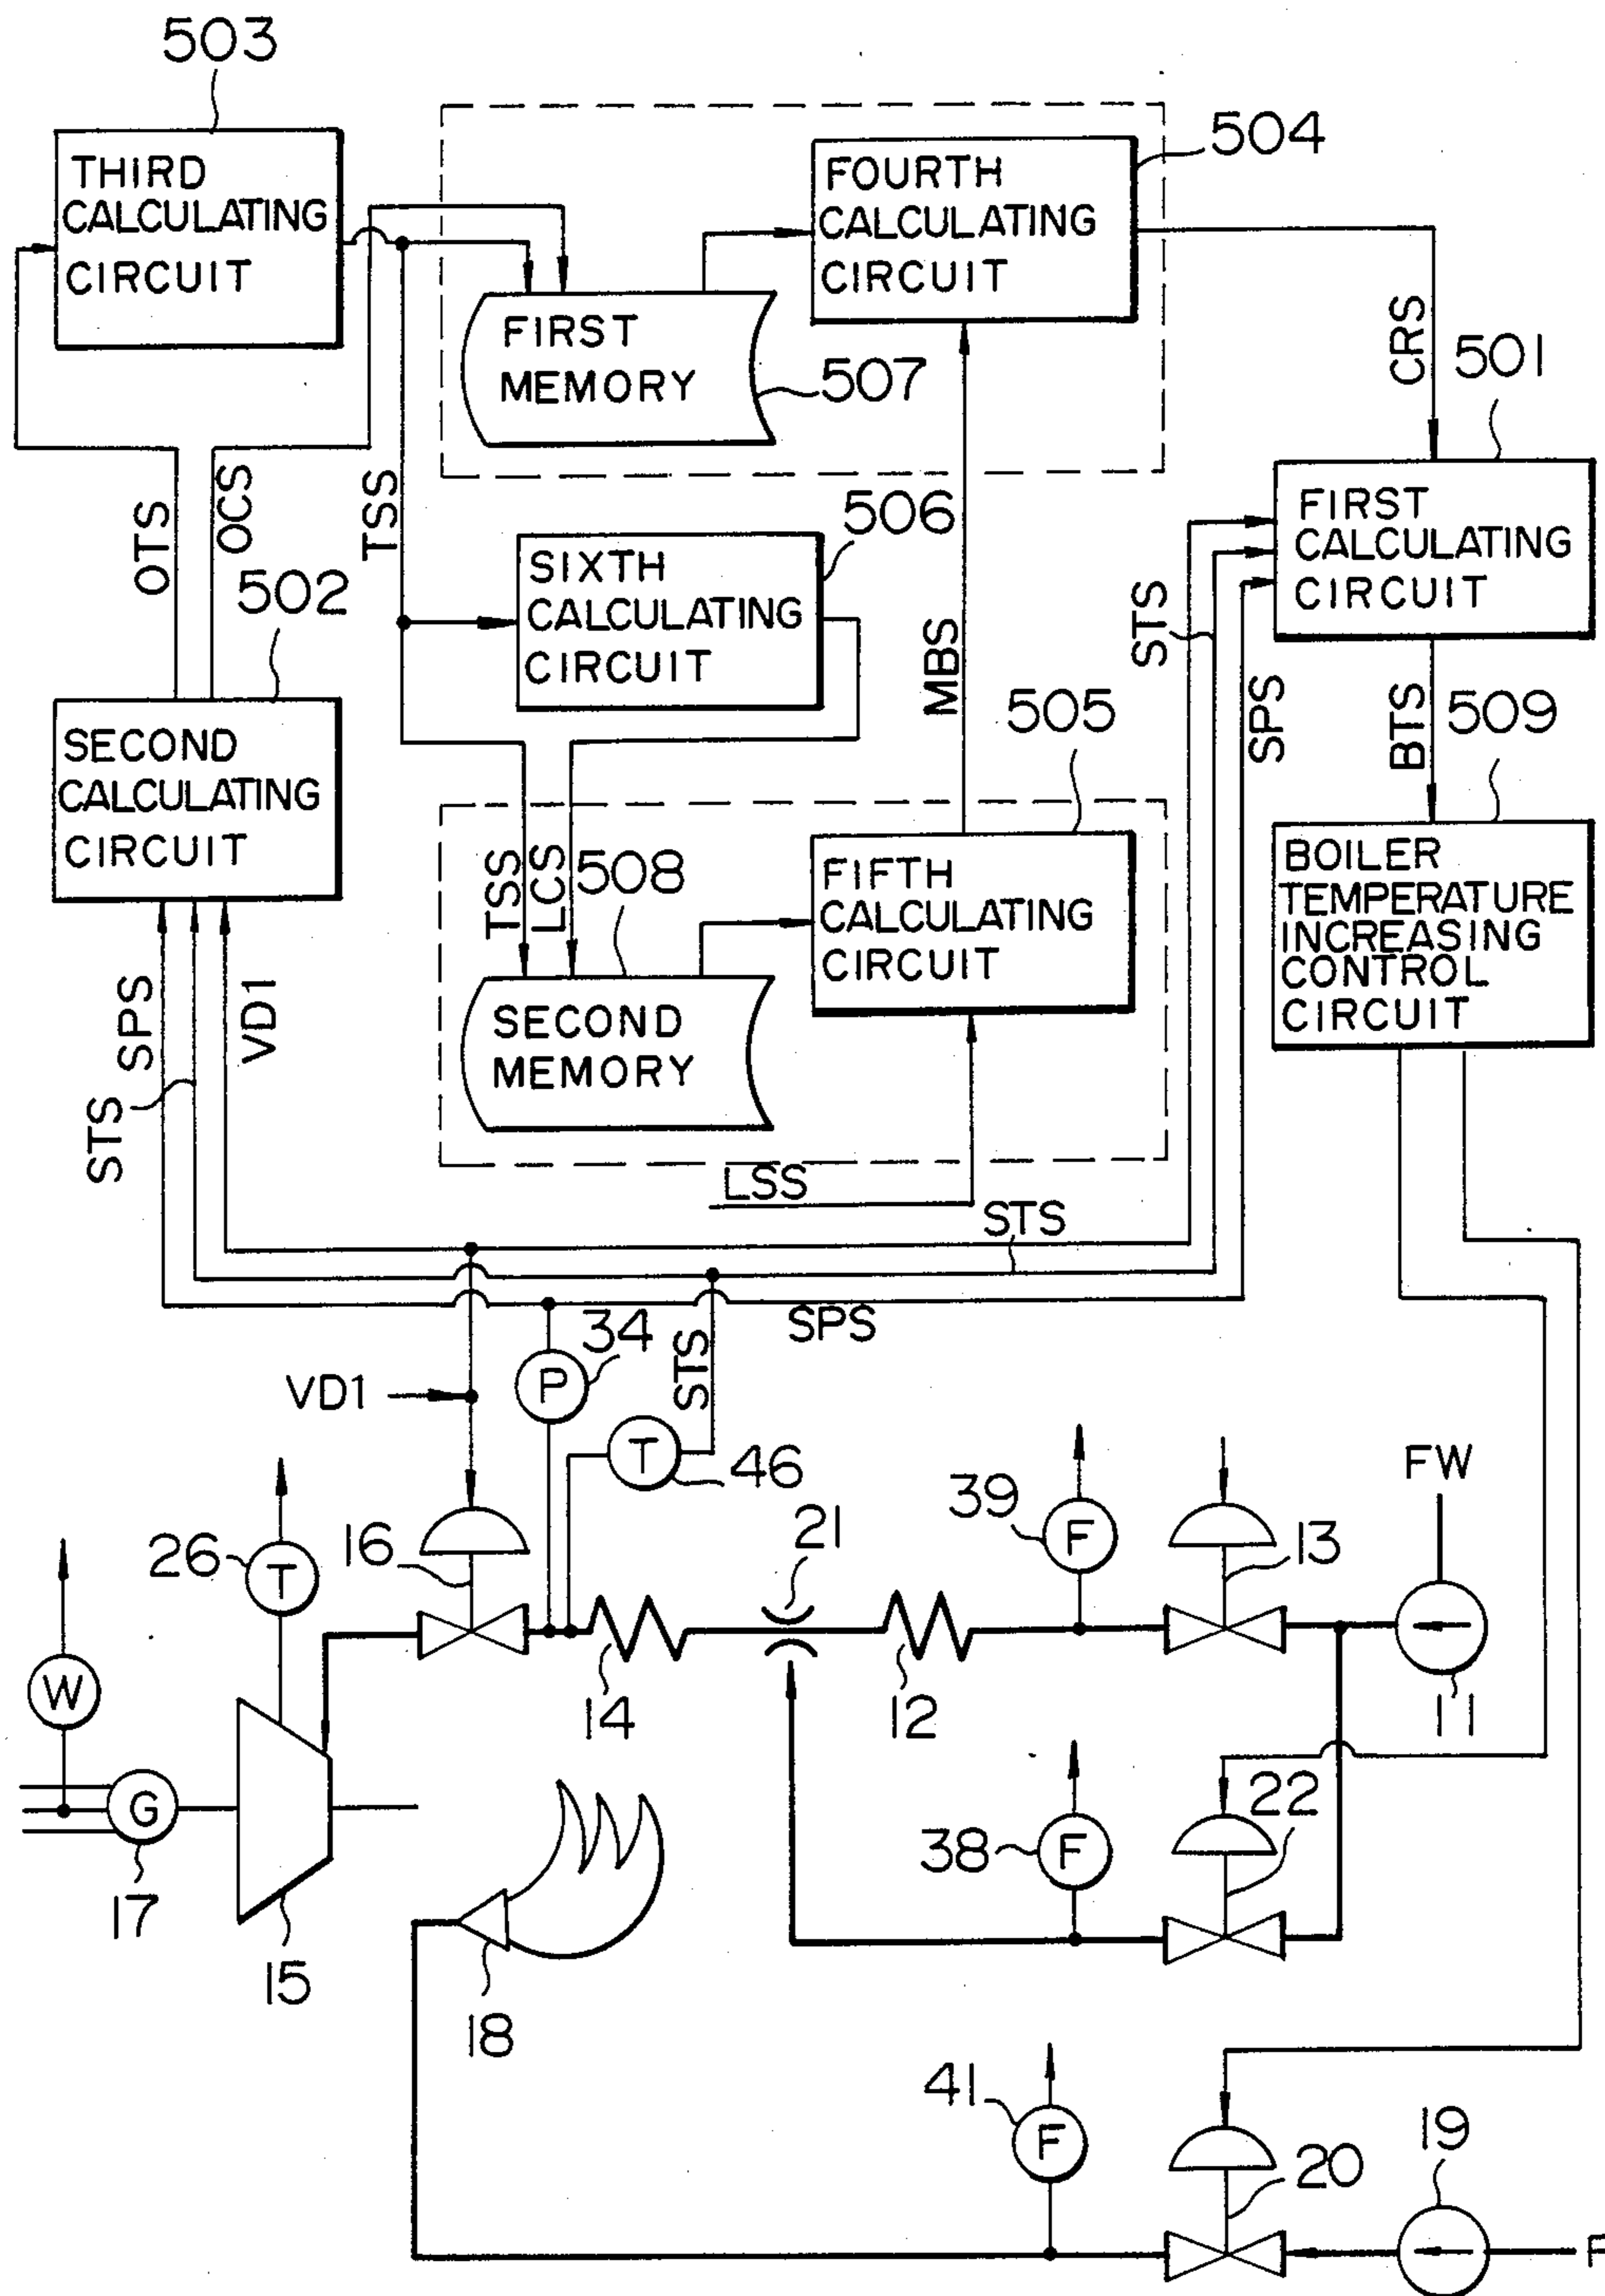 503
THIRD
CALCULATING
CIRCUIT
504
FOURTH
CALCULATING
CIRCUIT
FIRST
MEMORY
507
CRS
501
FIRST
CALCULATING
CIRCUIT
OTS
OCS
TSS
506
SIXTH
CALCULATING
CIRCUIT
502
SECOND
CALCULATING
CIRCUIT
MBS
STS
SPS
BTS
509
BOILER
TEMPERATURE
INCREASING
CONTROL
CIRCUIT
505
FIFTH
CALCULATING
CIRCUIT
TSS
LCS
508
SECOND
MEMORY
SPS
STS
VD1
LSS
STS
SPS
34
P
STS
VD1
T
46
FW
39
F
13
21
26
T
16
W
14
12
11
G
17
15
22
38
F
18
41
F
20
19